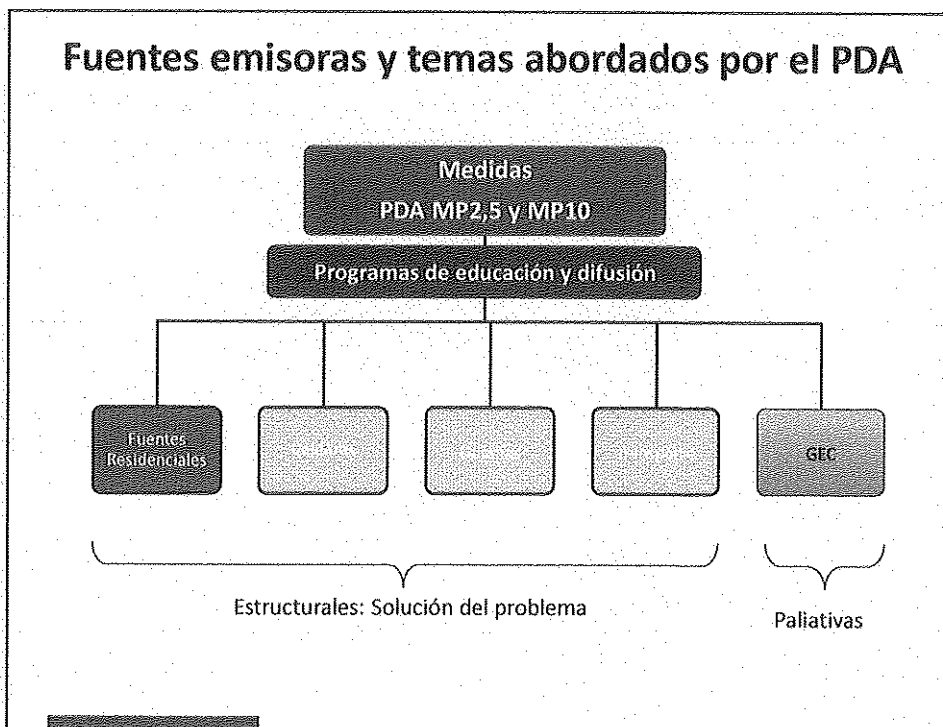 Fuentes emisoras y temas abordados por el PDA
Medidas
PDA MP2,5 y MP10
Programas de educación y difusión
Fuentes
Residenciales
GEC
Estructurales: Solución del problema
Paliativas